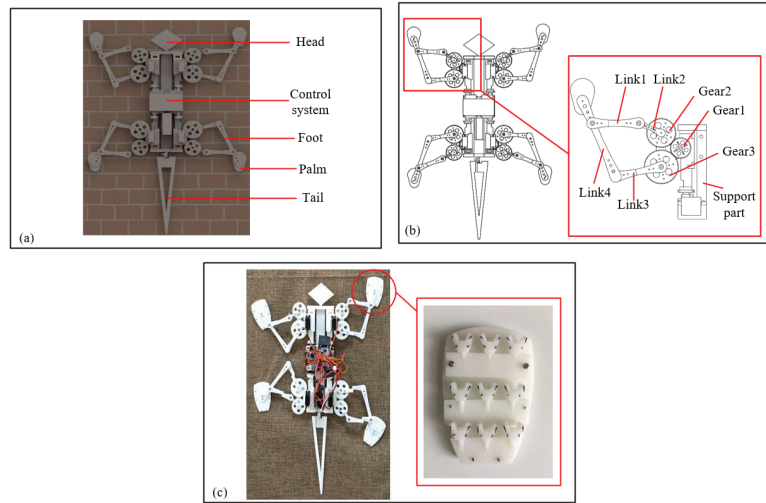 Head
Control
system
Foot
Palm
Tail
(a)
Link1
Link2
Gear2
Gear1
Gear3
Link4
Link3
Support
part
(b)
(c)